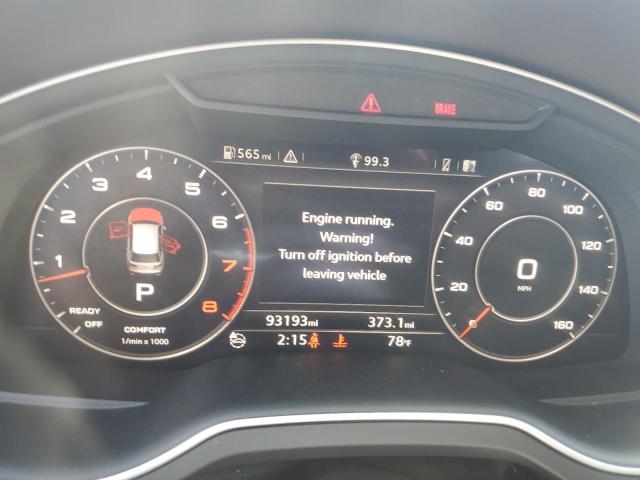 BRAKE
565 mi 99.3
Engine running.
Warning!
Turn off ignition before
leaving vehicle
1 2 3 4 5 6 7 8
P
READY
OFF
COMFORT
1/min x 1000
0 20 40 60 80 100 120 140 160
0
MPH
93193mi 373.1mi
2:15 78°F